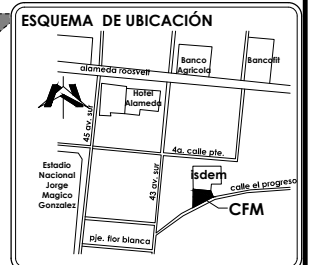 ESQUEMA DE UBICACIÓN
Banco
Agricola
Bancofit
alameda roosvelt
Hotel
Alameda
45 av. sur
4a. calle pte.
Estadio
Nacional
Jorge
Magico
Gonzalez
43 av. sur
isdem
calle el progreso
CFM
pje. flor blanca